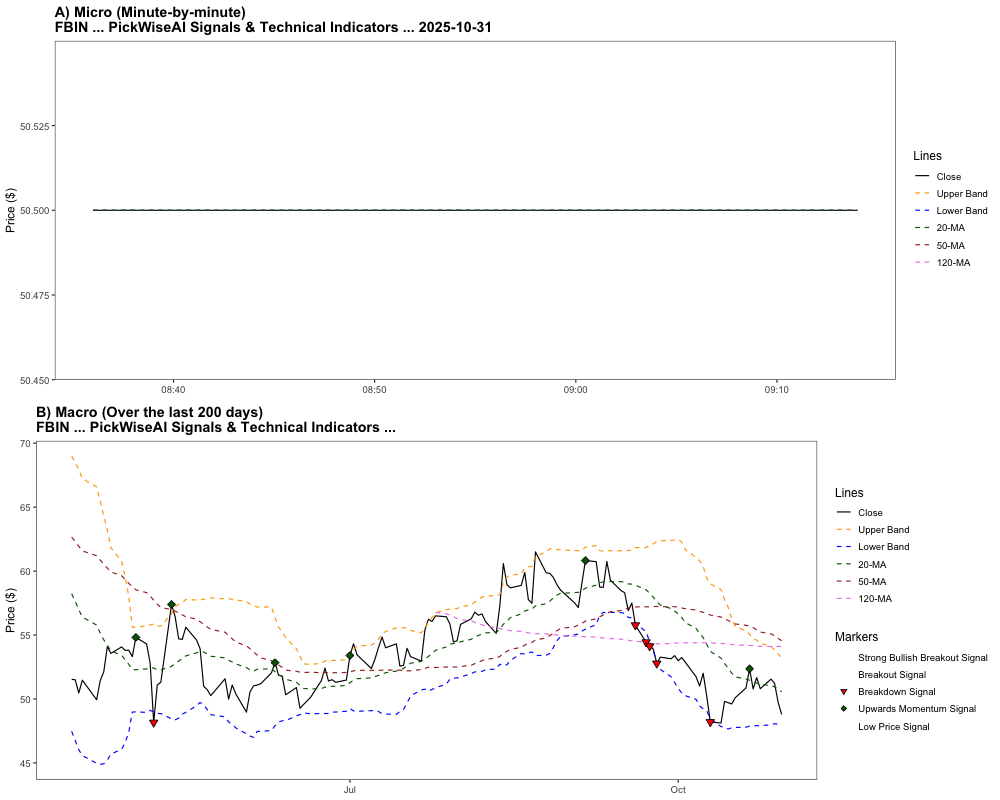 A) Micro (Minute-by-minute)
FBIN ... PickWiseAI Signals & Technical Indicators ... 2025-10-31
Price ($)
50.525
50.500
50.475
50.450
08:40
08:50
09:00
09:10
Lines
Close
Upper Band
Lower Band
20-MA
50-MA
120-MA
B) Macro (Over the last 200 days)
FBIN ... PickWiseAI Signals & Technical Indicators ...
Price ($)
70
65
60
55
50
45
Jul
Oct
Lines
Close
Upper Band
Lower Band
20-MA
50-MA
120-MA
Markers
Strong Bullish Breakout Signal
Breakout Signal
Breakdown Signal
Upwards Momentum Signal
Low Price Signal